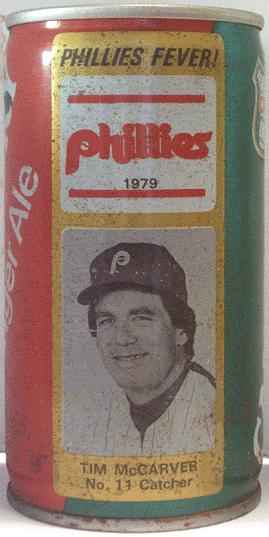 PHILLIES FEVER!
phillies
1979
P
TIM McCARVER
No. 11 Catcher
ger Ale